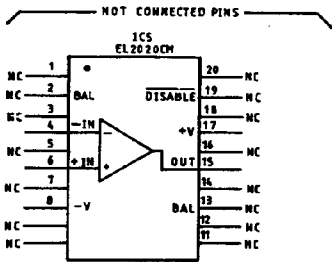 NOT CONNECTED PINS
IC5
EL2020CM
NC 1 20 NC
NC 2 BAL DISABLE 19 NC
NC 3 18 NC
4 -IN - +V 17
NC 5 16 NC
6 +IN + OUT 15
NC 7 14 NC
8 -V BAL 13 NC
NC 12 NC
NC 11 NC